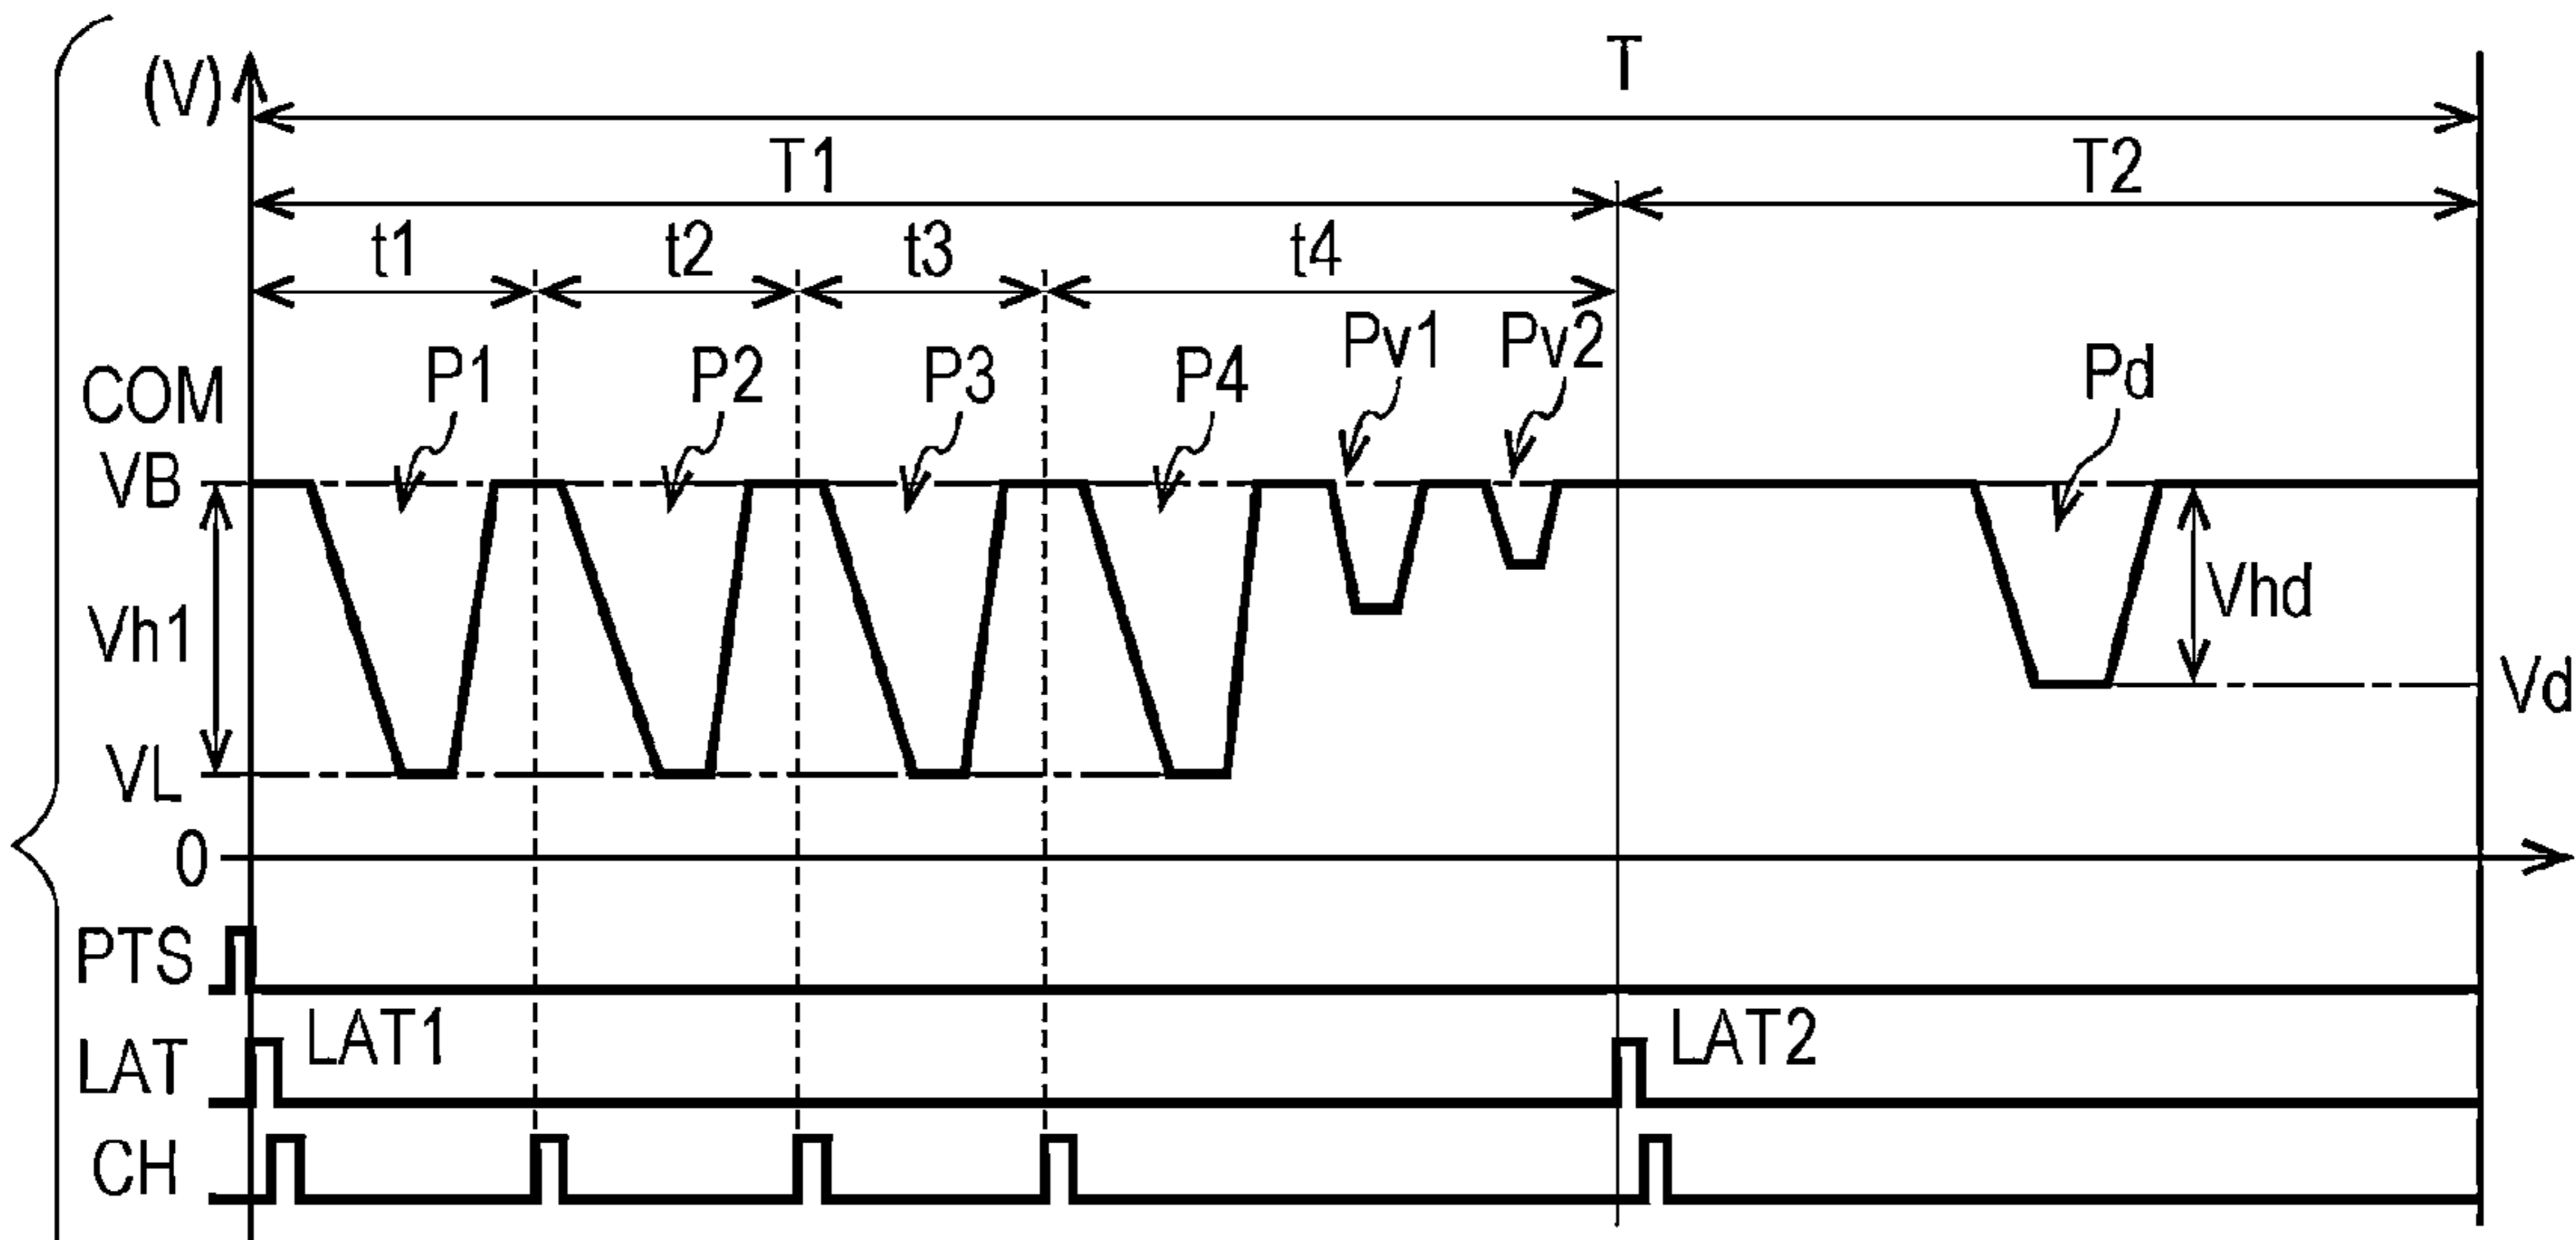 (V)
T
T1
T2
t1
t2
t3
t4
COM
P1
P2
P3
P4
Pv1
Pv2
Pd
VB
Vh1
Vhd
VL
Vd
0
PTS
LAT
LAT1
LAT2
CH